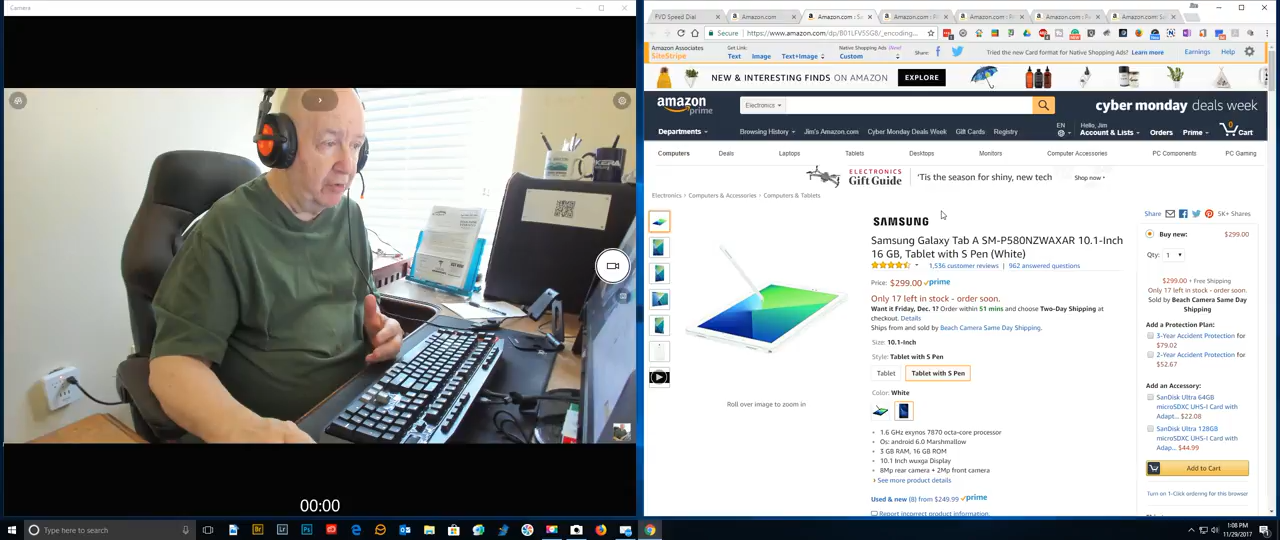 Camera
00:00
FVD Speed Dial
Amazon.com
Amazon.com : S
Amazon.com
Secure
https://www.amazon.com/dp/B01LFV5SG8/_encoding
Amazon Associates
SiteStripe
Get Link:
Text
Image
Text+Image
Native Shopping Ads (New!)
Custom
Share:
Tried the new Card format for Native Shopping Ads? Learn more
Earnings
Help
NEW & INTERESTING FINDS ON AMAZON
EXPLORE
amazon
prime
Electronics
cyber monday deals week
Departments
Browsing History
Jim's Amazon.com
Cyber Monday Deals Week
Gift Cards
Registry
EN
Hello, Jim
Account & Lists
Orders
Prime
0
Cart
Computers
Deals
Laptops
Tablets
Desktops
Monitors
Computer Accessories
PC Components
PC Gaming
ELECTRONICS
Gift Guide
'Tis the season for shiny, new tech
Shop now
Electronics › Computers & Accessories › Computers & Tablets
SAMSUNG
Samsung Galaxy Tab A SM-P580NZWAXAR 10.1-Inch
16 GB, Tablet with S Pen (White)
1,536 customer reviews | 962 answered questions
Price: $299.00 prime
Only 17 left in stock - order soon.
Want it Friday, Dec. 1? Order within 51 mins and choose Two-Day Shipping at
checkout. Details
Ships from and sold by Beach Camera Same Day Shipping.
Size: 10.1-Inch
Style: Tablet with S Pen
Tablet
Tablet with S Pen
Color: White
• 1.6 GHz exynos 7870 octa-core processor
• Os: android 6.0 Marshmallow
• 3 GB RAM, 16 GB ROM
• 10.1 Inch wuxga Display
• 8Mp rear camera + 2Mp front camera
› See more product details
Used & new (8) from $249.99 prime
Report incorrect product information.
Roll over image to zoom in
Share
5K+ Shares
Buy new:
$299.00
Qty: 1
$299.00 + Free Shipping
Only 17 left in stock - order soon.
Sold by Beach Camera Same Day
Shipping
Add a Protection Plan:
3-Year Accident Protection for
$79.02
2-Year Accident Protection for
$52.67
Add an Accessory:
SanDisk Ultra 64GB
microSDXC UHS-I Card with
Adapt... $22.08
SanDisk Ultra 128GB
microSDXC UHS-I Card with
Adap... $44.99
Add to Cart
Turn on 1-Click ordering for this browser
Type here to search
1:08 PM
11/29/2017